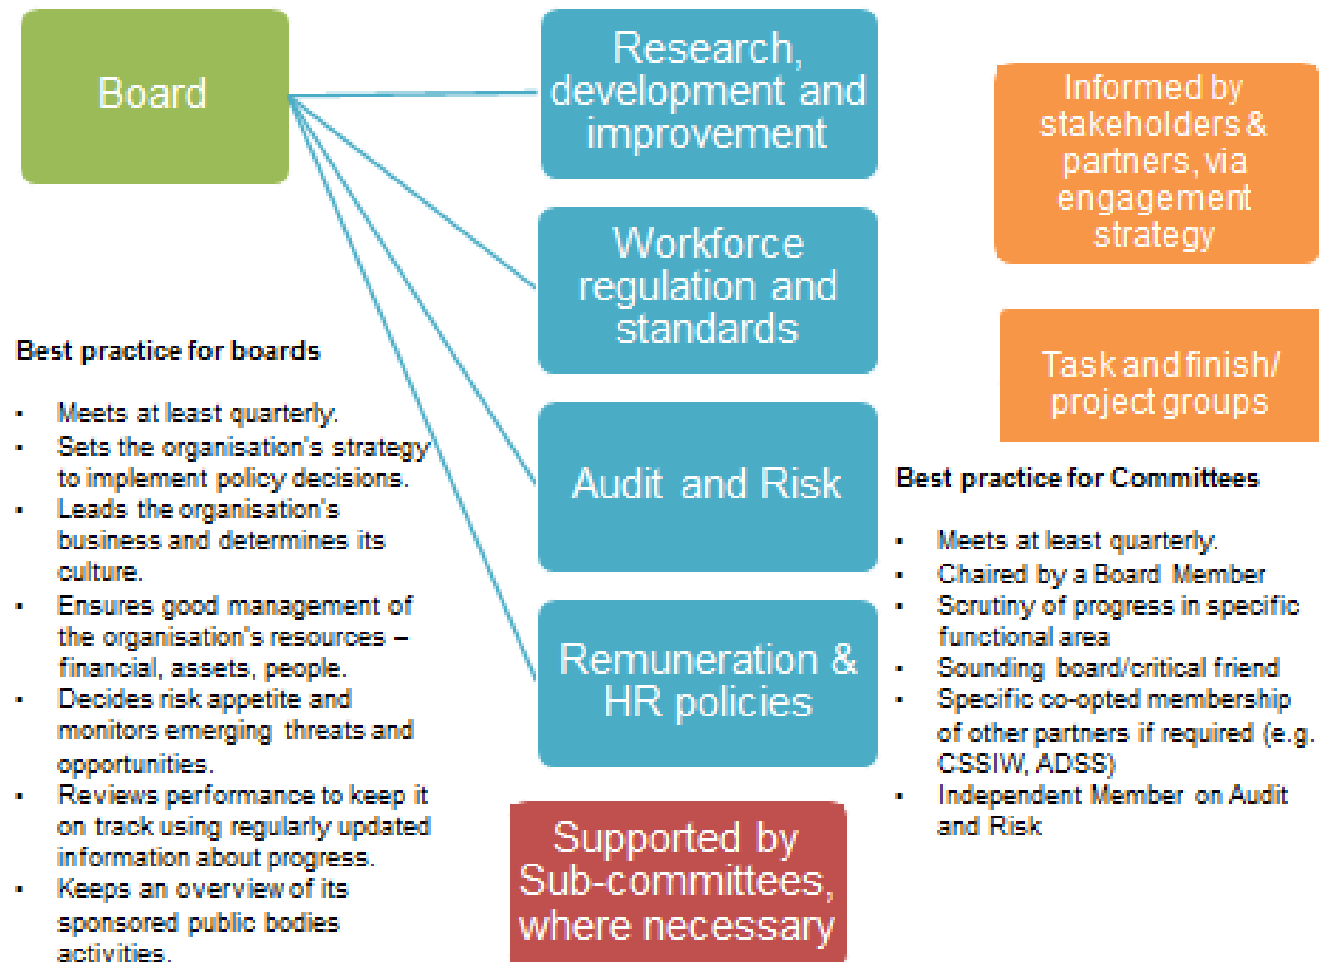 Board
Research,
development and
improvement
Workforce
regulation and
standards
Audit and Risk
Remuneration &
HR policies
Supported by
Sub-committees,
where necessary
Informed by
stakeholders &
partners, via
engagement
strategy
Task and finish/
project groups
Best practice for boards
▪ Meets at least quarterly.
▪ Sets the organisation's strategy
to implement policy decisions.
▪ Leads the organisation's
business and determines its
culture.
▪ Ensures good management of
the organisation's resources –
financial, assets, people.
▪ Decides risk appetite and
monitors emerging threats and
opportunities.
▪ Reviews performance to keep it
on track using regularly updated
information about progress.
▪ Keeps an overview of its
sponsored public bodies
activities.
Best practice for Committees
▪ Meets at least quarterly.
▪ Chaired by a Board Member
▪ Scrutiny of progress in specific
functional area
▪ Sounding board/critical friend
▪ Specific co-opted membership
of other partners if required (e.g.
CSSIW, ADSS)
▪ Independent Member on Audit
and Risk